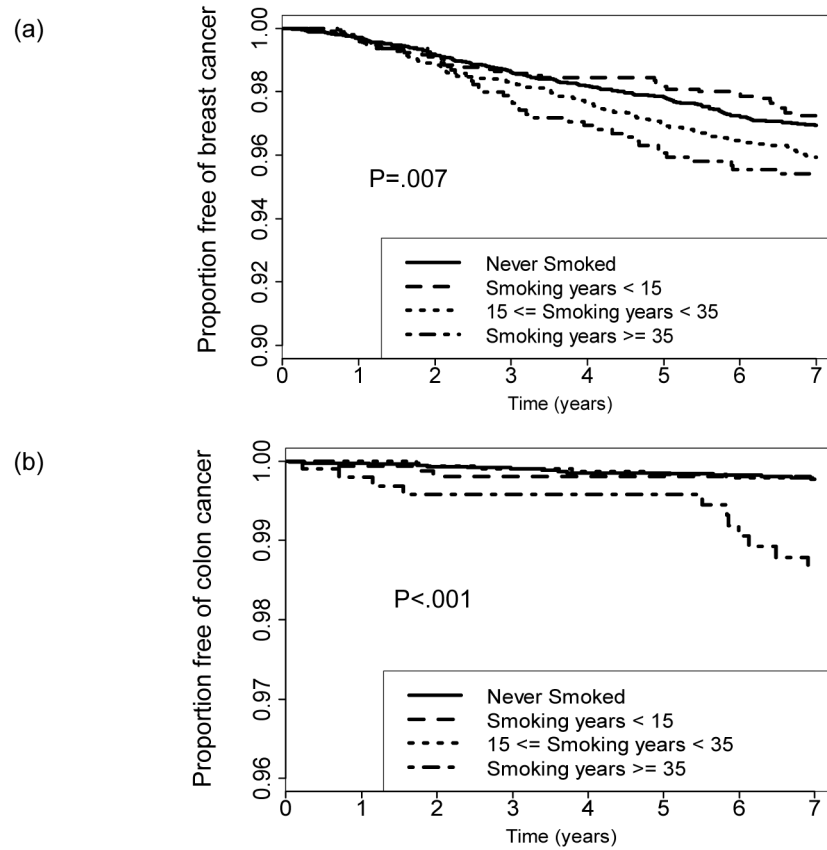 (a)
Proportion free of breast cancer
1.00
0.98
0.96
0.94
0.92
0.90
P=.007
Never Smoked
Smoking years < 15
15 <= Smoking years < 35
Smoking years >= 35
0 1 2 3 4 5 6 7
Time (years)
(b)
Proportion free of colon cancer
1.00
0.99
0.98
0.97
0.96
P<.001
Never Smoked
Smoking years < 15
15 <= Smoking years < 35
Smoking years >= 35
0 1 2 3 4 5 6 7
Time (years)